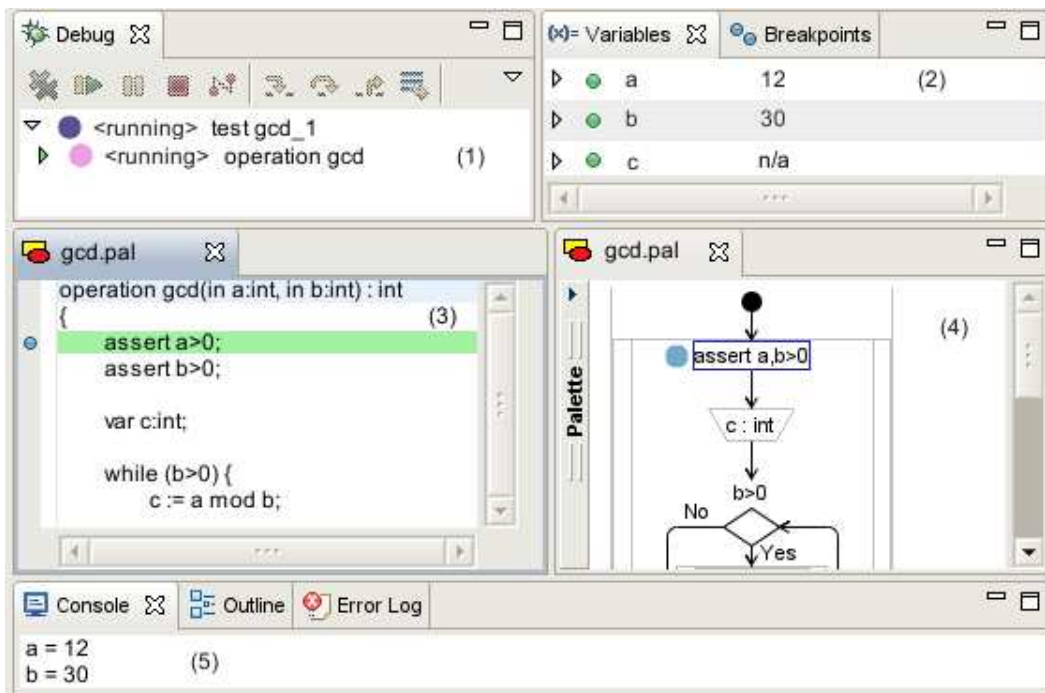 Debug
<running> test gcd_1
<running> operation gcd (1)
(x)= Variables Breakpoints
a 12 (2)
b 30
c n/a
gcd.pal
operation gcd(in a:int, in b:int) : int
{ (3)
assert a>0;
assert b>0;
var c:int;
while (b>0) {
c := a mod b;
gcd.pal
Palette
(4)
assert a,b>0
c : int
b>0
No
Yes
Console Outline Error Log
a = 12
b = 30
(5)